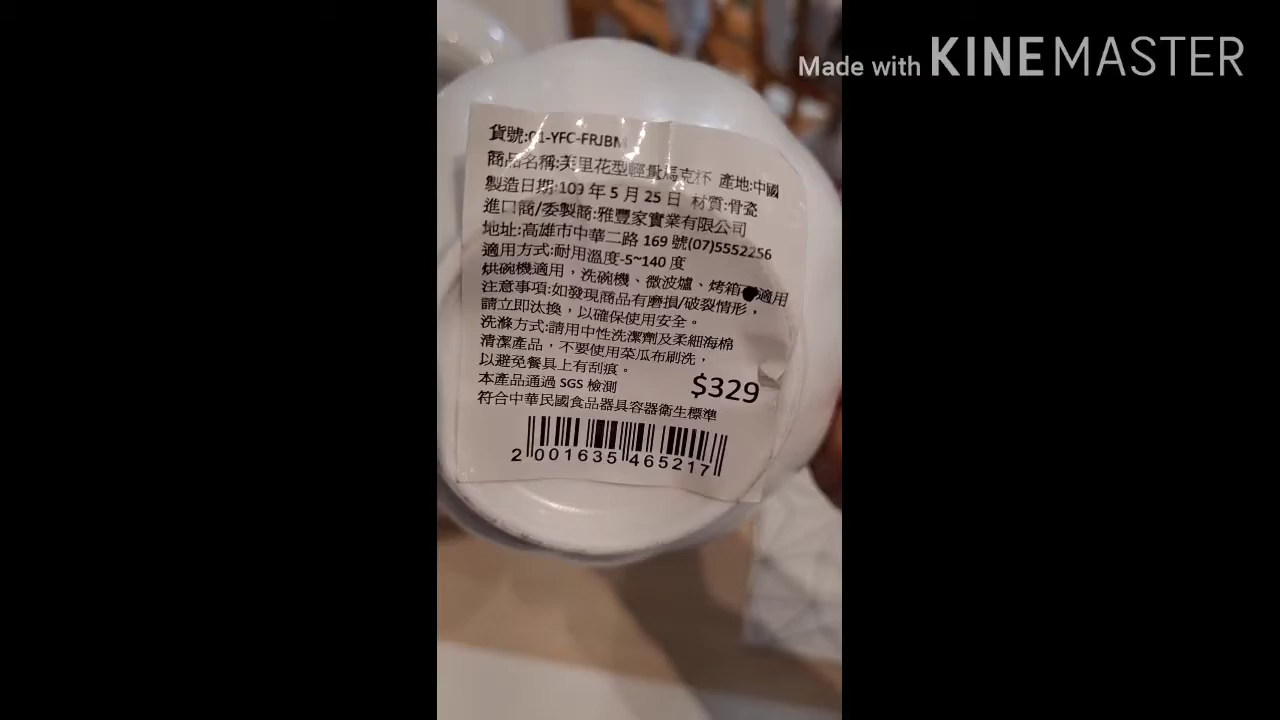 Made with KINEMASTER
貨號:01-YFC-FRJBM
商品名稱:芙里花型輕量馬克杯 產地:中國
製造日期:109 年 5 月 25 日 材質:骨瓷
進口商/委製商:雅豐家實業有限公司
地址:高雄市中華二路 169 號(07)5552256
適用方式:耐用溫度-5~140 度
烘碗機適用,洗碗機、微波爐、烤箱適用
注意事項:如發現商品有磨損/破裂情形,
請立即汰換,以確保使用安全。
洗滌方式:請用中性洗潔劑及柔細海棉
清潔產品,不要使用菜瓜布刷洗,
以避免餐具上有刮痕。
本產品通過 SGS 檢測
$329
符合中華民國食品器具容器衛生標準
2 001635 465217